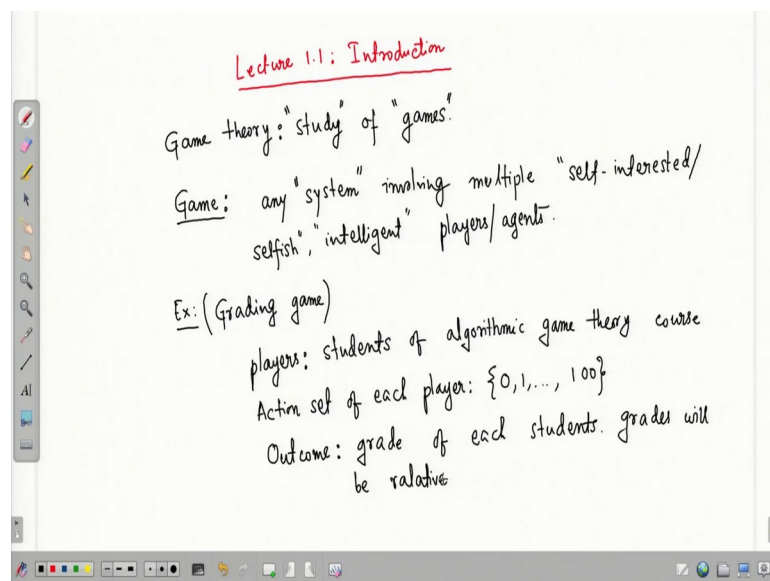 Lecture 1.1: Introduction
Game theory: "study" of "games".
Game: any "system" involving multiple "self-interested/
selfish", "intelligent" players/agents.
Ex: (Grading game)
players: students of algorithmic game theory course
Action set of each player: {0,1,..., 100}
Outcome: grade of each students. grades will
be ralative